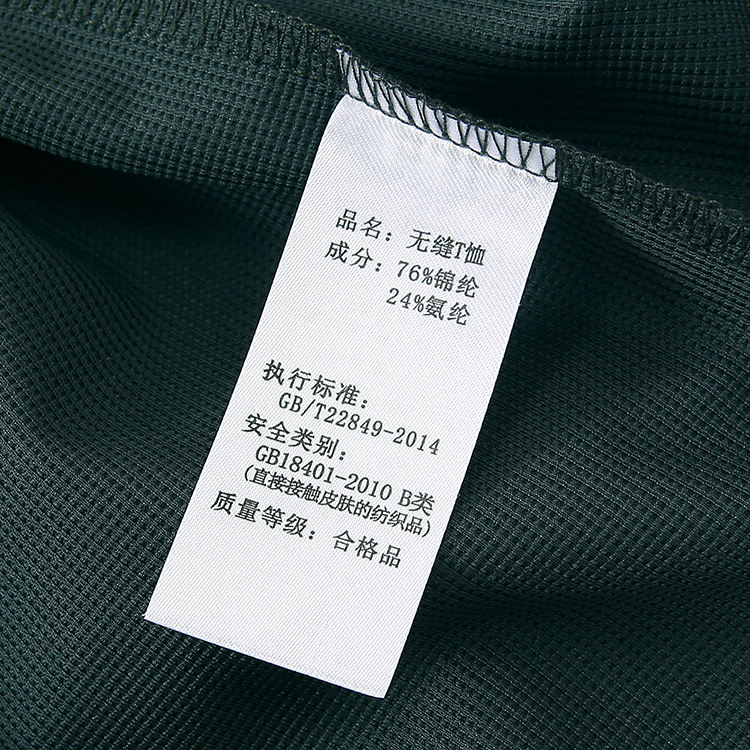 品名：无缝T恤
成分：76%锦纶
24%氨纶
执行标准：
GB/T22849-2014
安全类别：
GB18401-2010 B类
(直接接触皮肤的纺织品)
质量等级：合格品